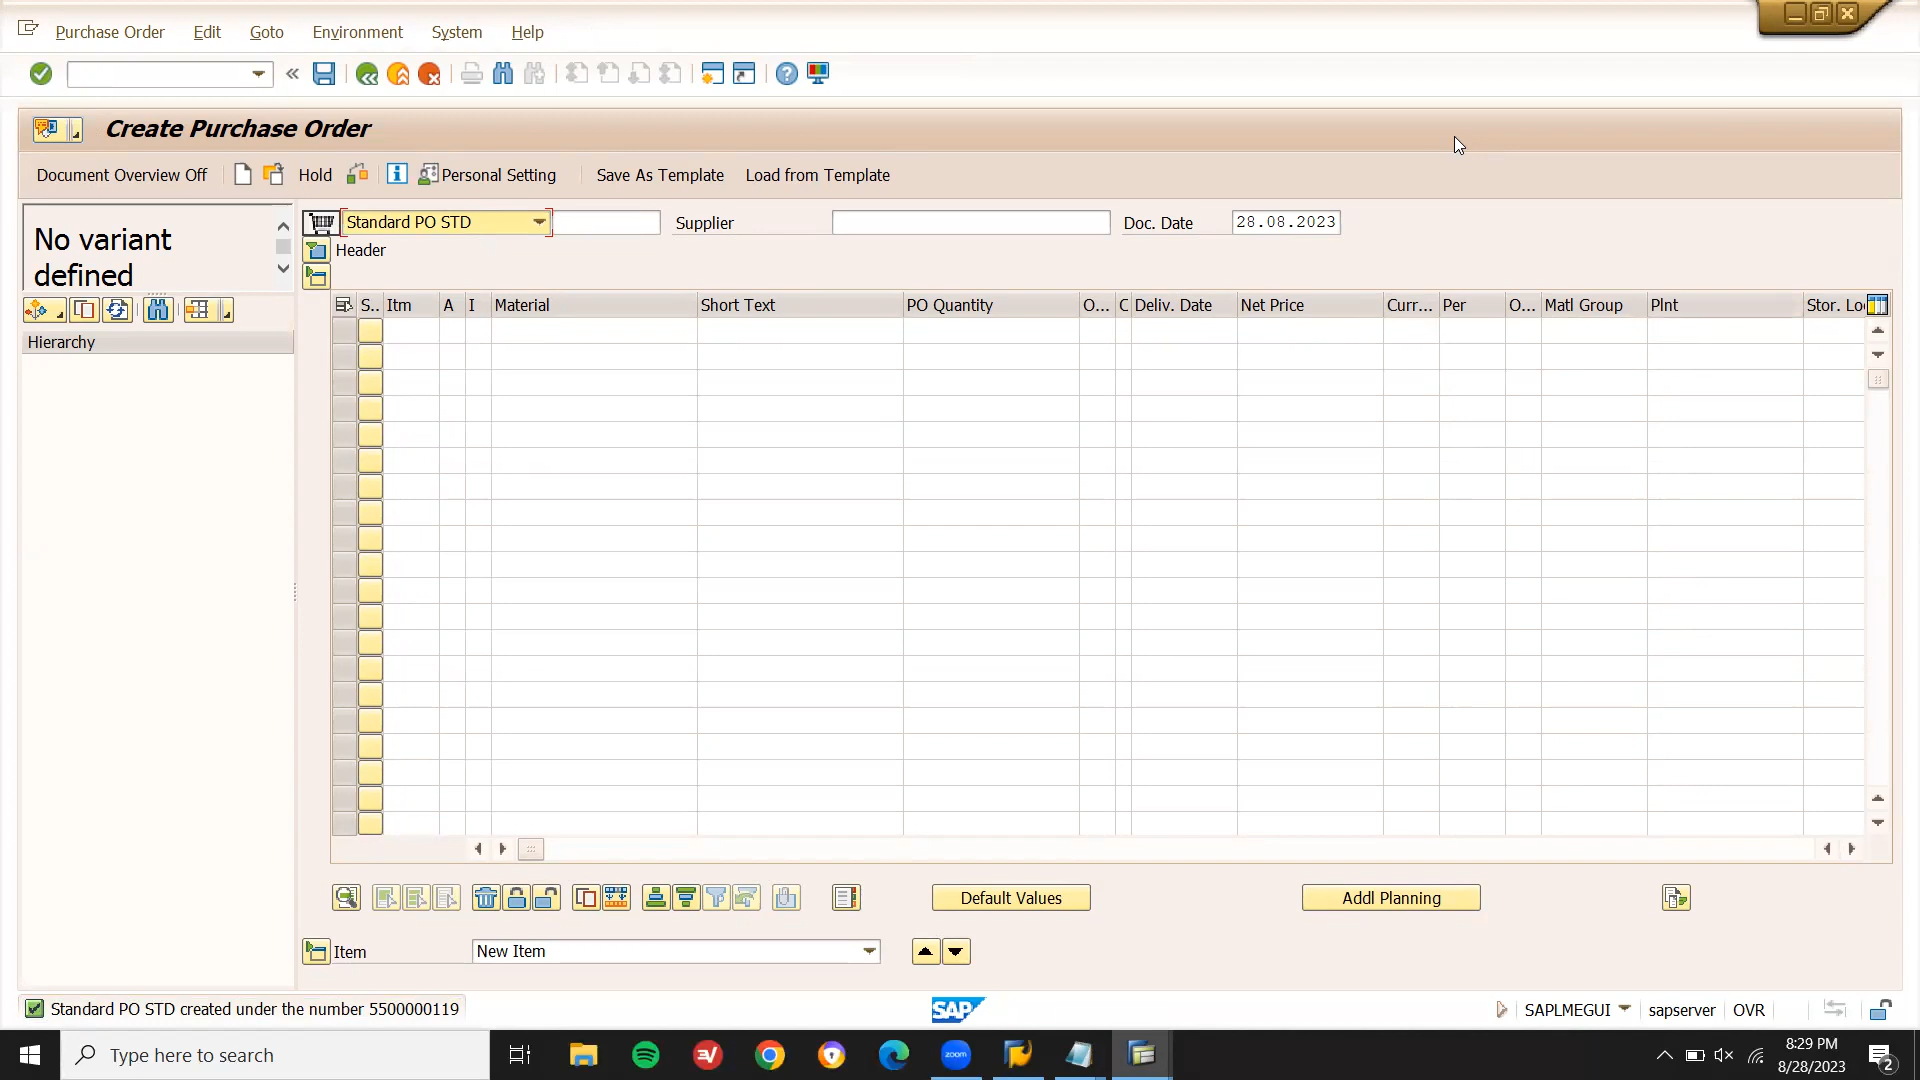 Purchase Order Edit Goto Environment System Help
Create Purchase Order
Document Overview Off Hold Personal Setting Save As Template Load from Template
No variant
defined
Standard PO STD Supplier Doc. Date 28.08.2023
Header
S.. Itm A I Material Short Text PO Quantity O... C Deliv. Date Net Price Curr... Per O... Matl Group Plnt Stor. Lo
Hierarchy
Default Values Addl Planning
Item New Item
Standard PO STD created under the number 5500000119 SAP SAPLMEGUI sapserver OVR
Type here to search zoom 8:29 PM
8/28/2023 2